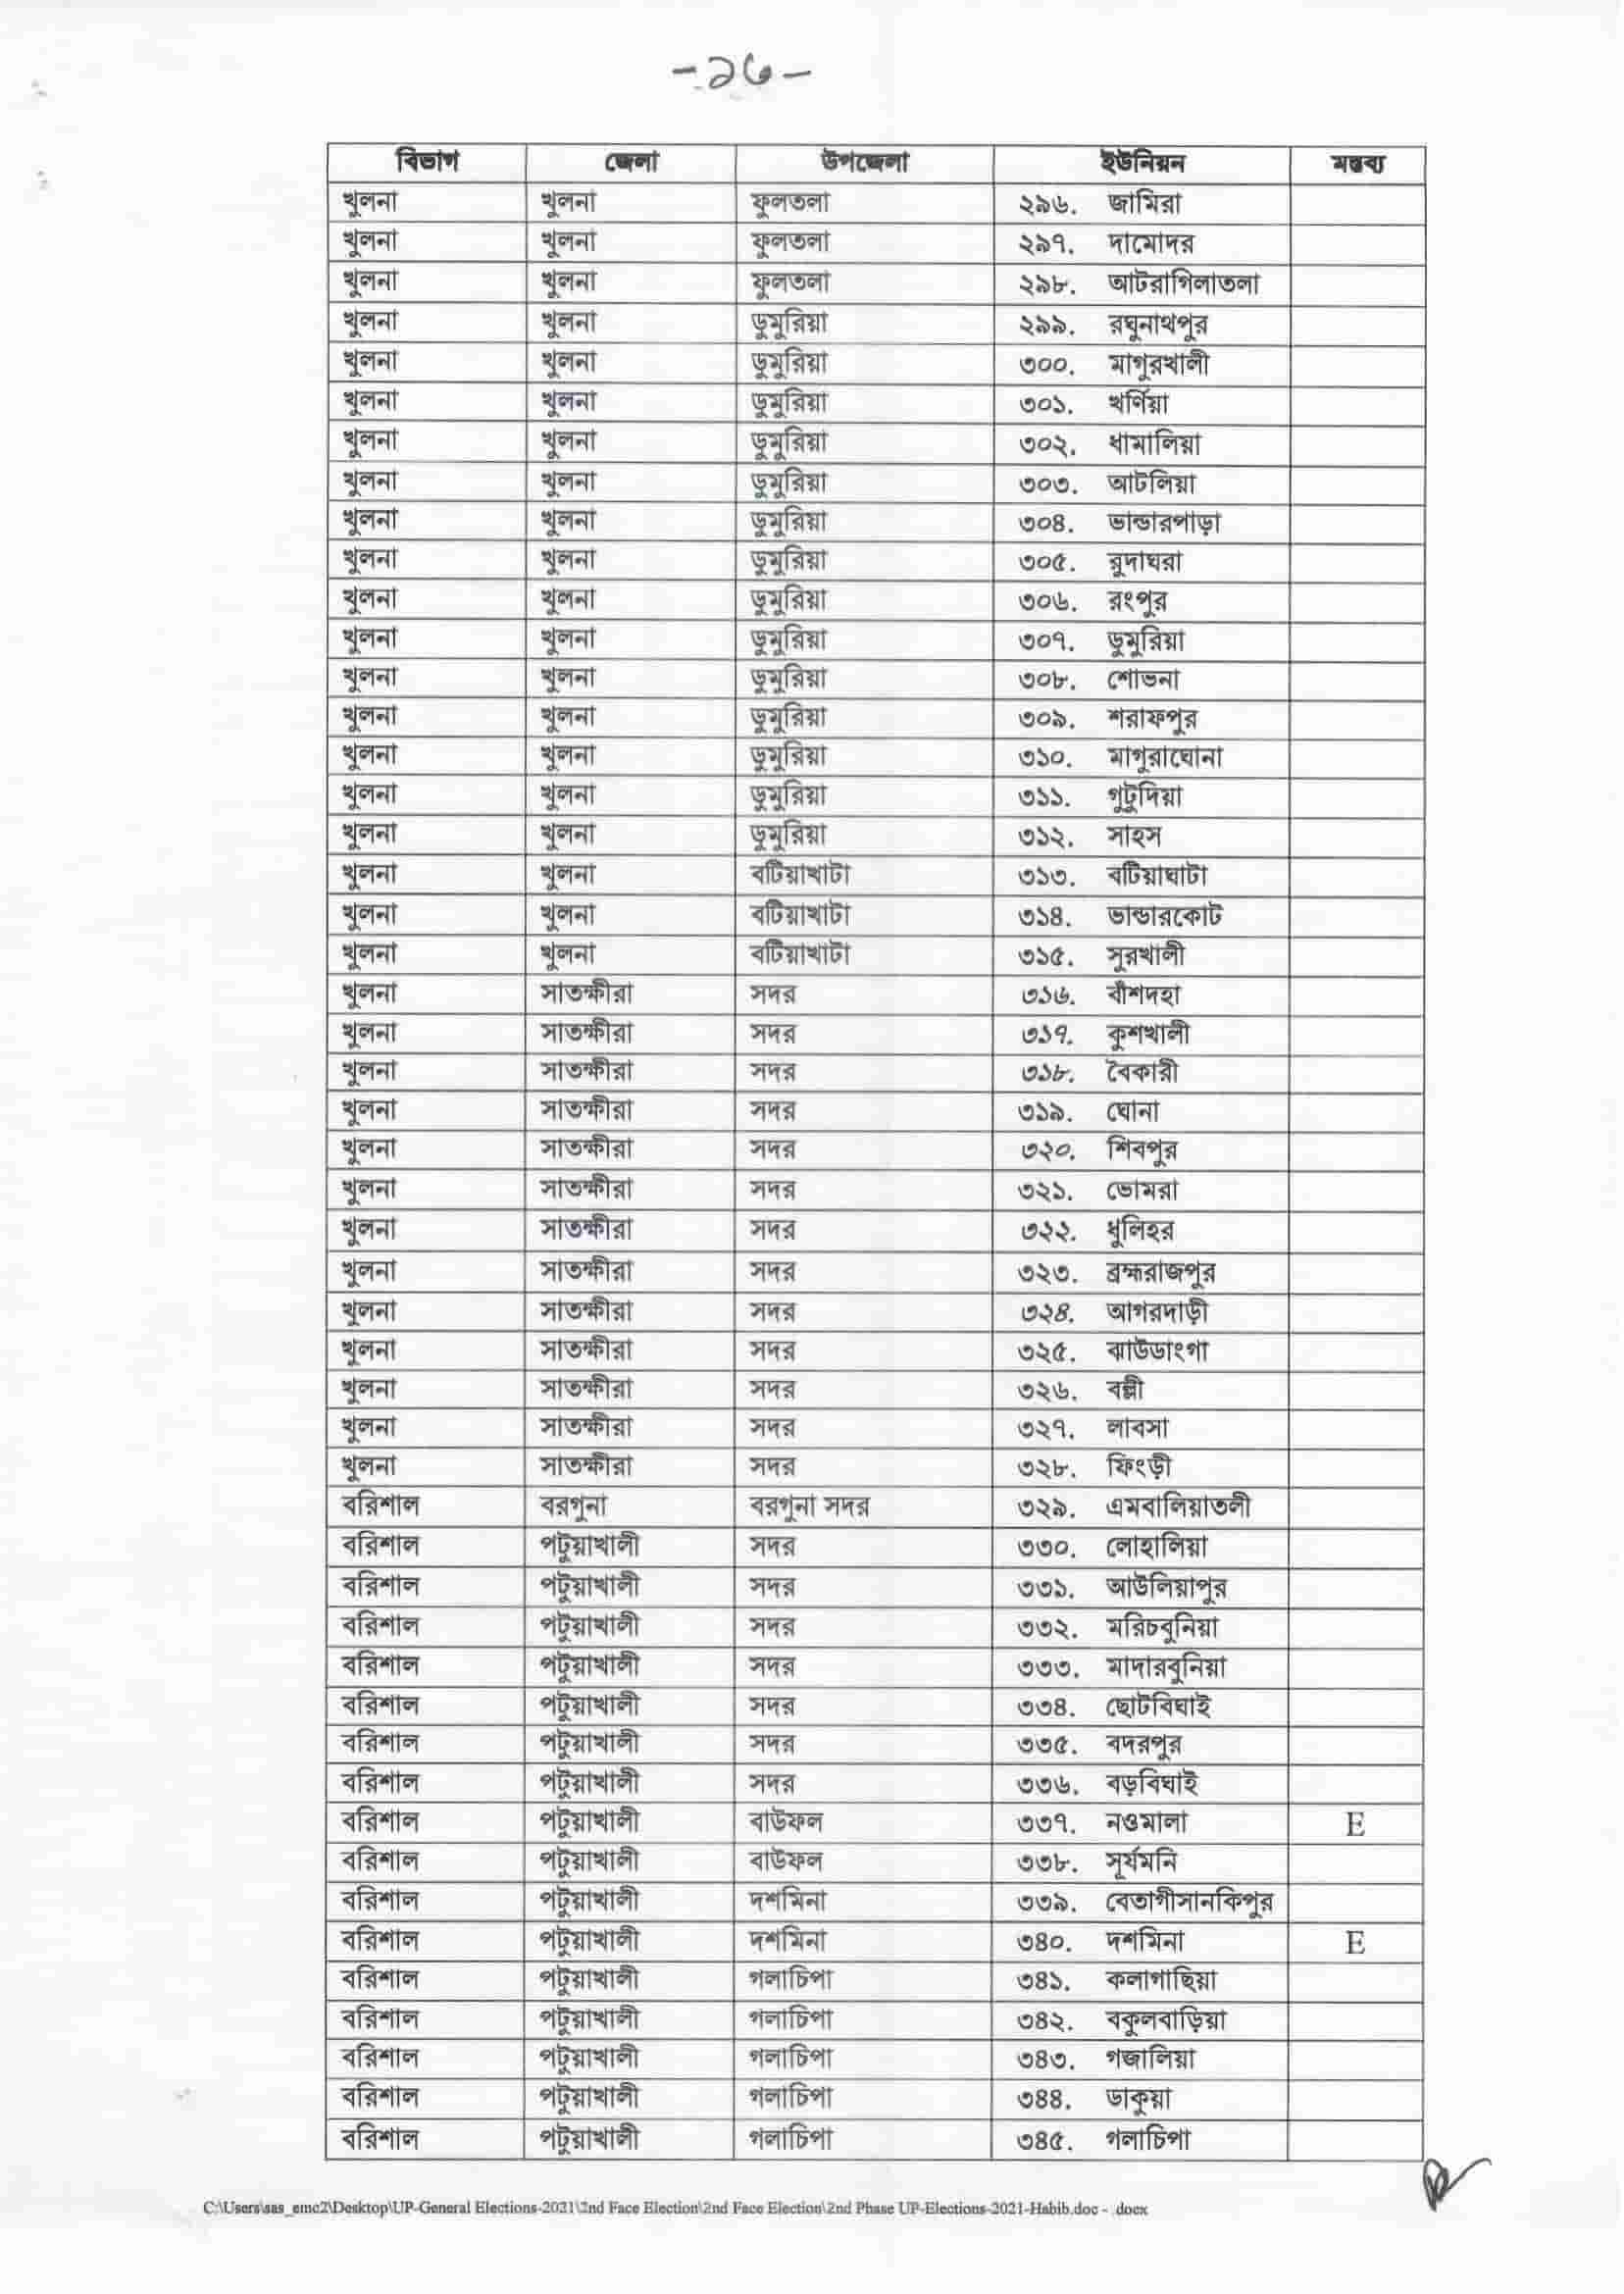 -১৬-
বিভাগ জেলা উপজেলা ইউনিয়ন মন্তব্য
খুলনা খুলনা ফুলতলা ২৯৬. জামিরা
খুলনা খুলনা ফুলতলা ২৯৭. দামোদর
খুলনা খুলনা ফুলতলা ২৯৮. আটরাগিলাতলা
খুলনা খুলনা ডুমুরিয়া ২৯৯. রঘুনাথপুর
খুলনা খুলনা ডুমুরিয়া ৩০০. মাগুরখালী
খুলনা খুলনা ডুমুরিয়া ৩০১. খর্ণিয়া
খুলনা খুলনা ডুমুরিয়া ৩০২. ধামালিয়া
খুলনা খুলনা ডুমুরিয়া ৩০৩. আটলিয়া
খুলনা খুলনা ডুমুরিয়া ৩০৪. ভান্ডারপাড়া
খুলনা খুলনা ডুমুরিয়া ৩০৫. রুদাঘরা
খুলনা খুলনা ডুমুরিয়া ৩০৬. রংপুর
খুলনা খুলনা ডুমুরিয়া ৩০৭. ডুমুরিয়া
খুলনা খুলনা ডুমুরিয়া ৩০৮. শোভনা
খুলনা খুলনা ডুমুরিয়া ৩০৯. শরাফপুর
খুলনা খুলনা ডুমুরিয়া ৩১০. মাগুরাঘোনা
খুলনা খুলনা ডুমুরিয়া ৩১১. গুটুদিয়া
খুলনা খুলনা ডুমুরিয়া ৩১২. সাহস
খুলনা খুলনা বটিয়াখাটা ৩১৩. বটিয়াঘাটা
খুলনা খুলনা বটিয়াখাটা ৩১৪. ভান্ডারকোট
খুলনা খুলনা বটিয়াখাটা ৩১৫. সুরখালী
খুলনা সাতক্ষীরা সদর ৩১৬. বাঁশদহা
খুলনা সাতক্ষীরা সদর ৩১৭. কুশখালী
খুলনা সাতক্ষীরা সদর ৩১৮. বৈকারী
খুলনা সাতক্ষীরা সদর ৩১৯. ঘোনা
খুলনা সাতক্ষীরা সদর ৩২০. শিবপুর
খুলনা সাতক্ষীরা সদর ৩২১. ভোমরা
খুলনা সাতক্ষীরা সদর ৩২২. ধুলিহর
খুলনা সাতক্ষীরা সদর ৩২৩. ব্রহ্মরাজপুর
খুলনা সাতক্ষীরা সদর ৩২৪. আগরদাড়ী
খুলনা সাতক্ষীরা সদর ৩২৫. ঝাউডাংগা
খুলনা সাতক্ষীরা সদর ৩২৬. বল্লী
খুলনা সাতক্ষীরা সদর ৩২৭. লাবসা
খুলনা সাতক্ষীরা সদর ৩২৮. ফিংড়ী
বরিশাল বরগুনা বরগুনা সদর ৩২৯. এমবালিয়াতলী
বরিশাল পটুয়াখালী সদর ৩৩০. লোহালিয়া
বরিশাল পটুয়াখালী সদর ৩৩১. আউলিয়াপুর
বরিশাল পটুয়াখালী সদর ৩৩২. মরিচবুনিয়া
বরিশাল পটুয়াখালী সদর ৩৩৩. মাদারবুনিয়া
বরিশাল পটুয়াখালী সদর ৩৩৪. ছোটবিঘাই
বরিশাল পটুয়াখালী সদর ৩৩৫. বদরপুর
বরিশাল পটুয়াখালী সদর ৩৩৬. বড়বিঘাই
বরিশাল পটুয়াখালী বাউফল ৩৩৭. নওমালা E
বরিশাল পটুয়াখালী বাউফল ৩৩৮. সূর্যমনি
বরিশাল পটুয়াখালী দশমিনা ৩৩৯. বেতাগীসানকিপুর
বরিশাল পটুয়াখালী দশমিনা ৩৪০. দশমিনা E
বরিশাল পটুয়াখালী গলাচিপা ৩৪১. কলাগাছিয়া
বরিশাল পটুয়াখালী গলাচিপা ৩৪২. বকুলবাড়িয়া
বরিশাল পটুয়াখালী গলাচিপা ৩৪৩. গজালিয়া
বরিশাল পটুয়াখালী গলাচিপা ৩৪৪. ডাকুয়া
বরিশাল পটুয়াখালী গলাচিপা ৩৪৫. গলাচিপা
C:\Users\sas_emc2\Desktop\UP-General Elections-2021\2nd Face Election\2nd Face Election\2nd Phase UP-Elections-2021-Habib.doc - .docx